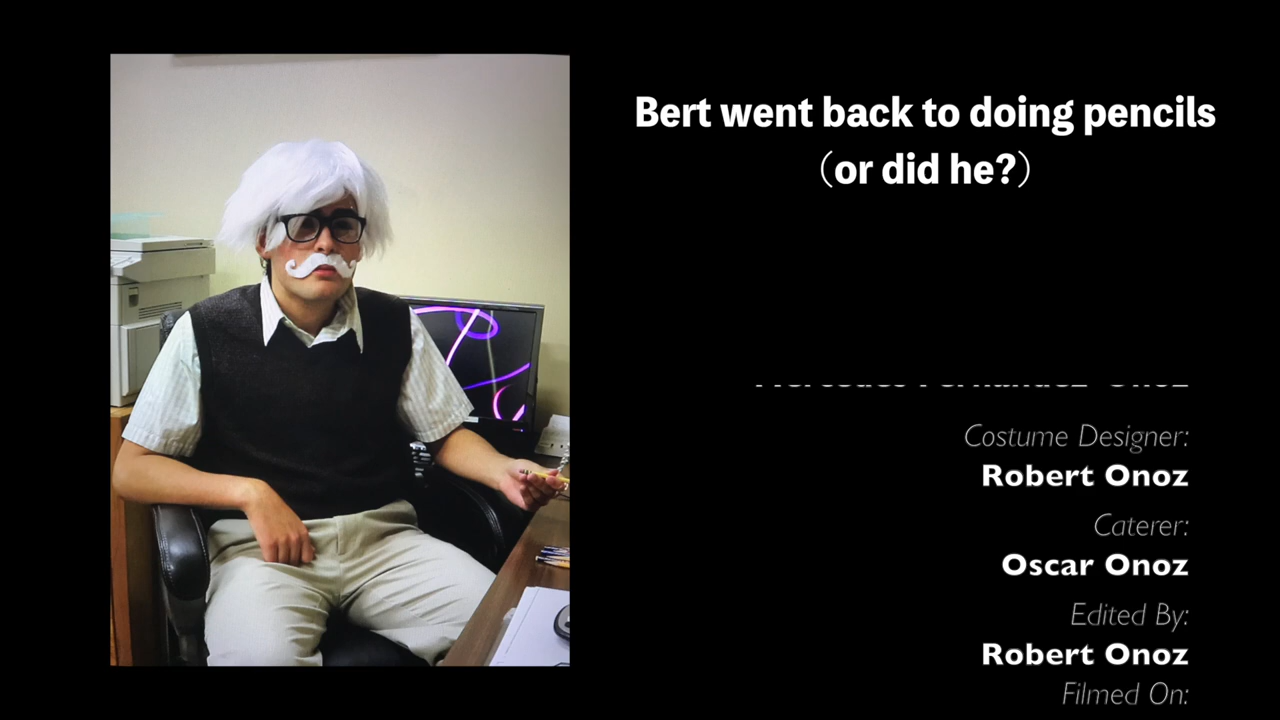 Bert went back to doing pencils
(or did he?)
Costume Designer:
Robert Onoz
Caterer:
Oscar Onoz
Edited By:
Robert Onoz
Filmed On: